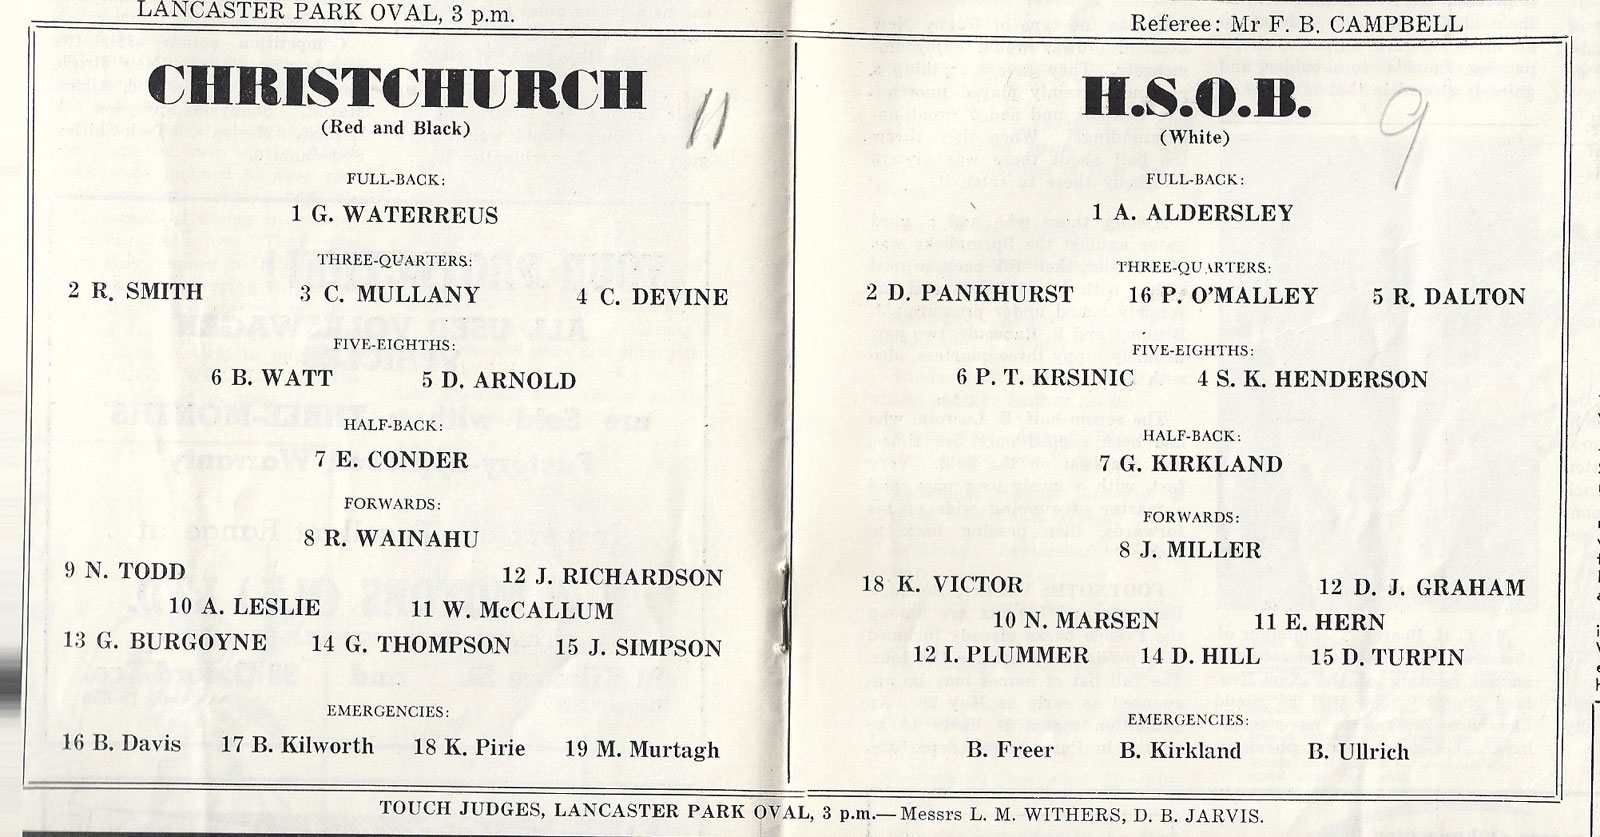 LANCASTER PARK OVAL, 3 p.m.
Referee: Mr F. B. CAMPBELL
CHRISTCHURCH
(Red and Black)
11
FULL-BACK:
1 G. WATERREUS
THREE-QUARTERS:
2 R. SMITH 3 C. MULLANY 4 C. DEVINE
FIVE-EIGHTHS:
6 B. WATT 5 D. ARNOLD
HALF-BACK:
7 E. CONDER
FORWARDS:
8 R. WAINAHU
9 N. TODD 12 J. RICHARDSON
10 A. LESLIE 11 W. McCALLUM
13 G. BURGOYNE 14 G. THOMPSON 15 J. SIMPSON
EMERGENCIES:
16 B. Davis 17 B. Kilworth 18 K. Pirie 19 M. Murtagh
H.S.O.B.
(White)
9
FULL-BACK:
1 A. ALDERSLEY
THREE-QUARTERS:
2 D. PANKHURST 16 P. O'MALLEY 5 R. DALTON
FIVE-EIGHTHS:
6 P. T. KRSINIC 4 S. K. HENDERSON
HALF-BACK:
7 G. KIRKLAND
FORWARDS:
8 J. MILLER
18 K. VICTOR 12 D. J. GRAHAM
10 N. MARSEN 11 E. HERN
12 I. PLUMMER 14 D. HILL 15 D. TURPIN
EMERGENCIES:
B. Freer B. Kirkland B. Ullrich
TOUCH JUDGES, LANCASTER PARK OVAL, 3 p.m.—Messrs L. M. WITHERS, D. B. JARVIS.